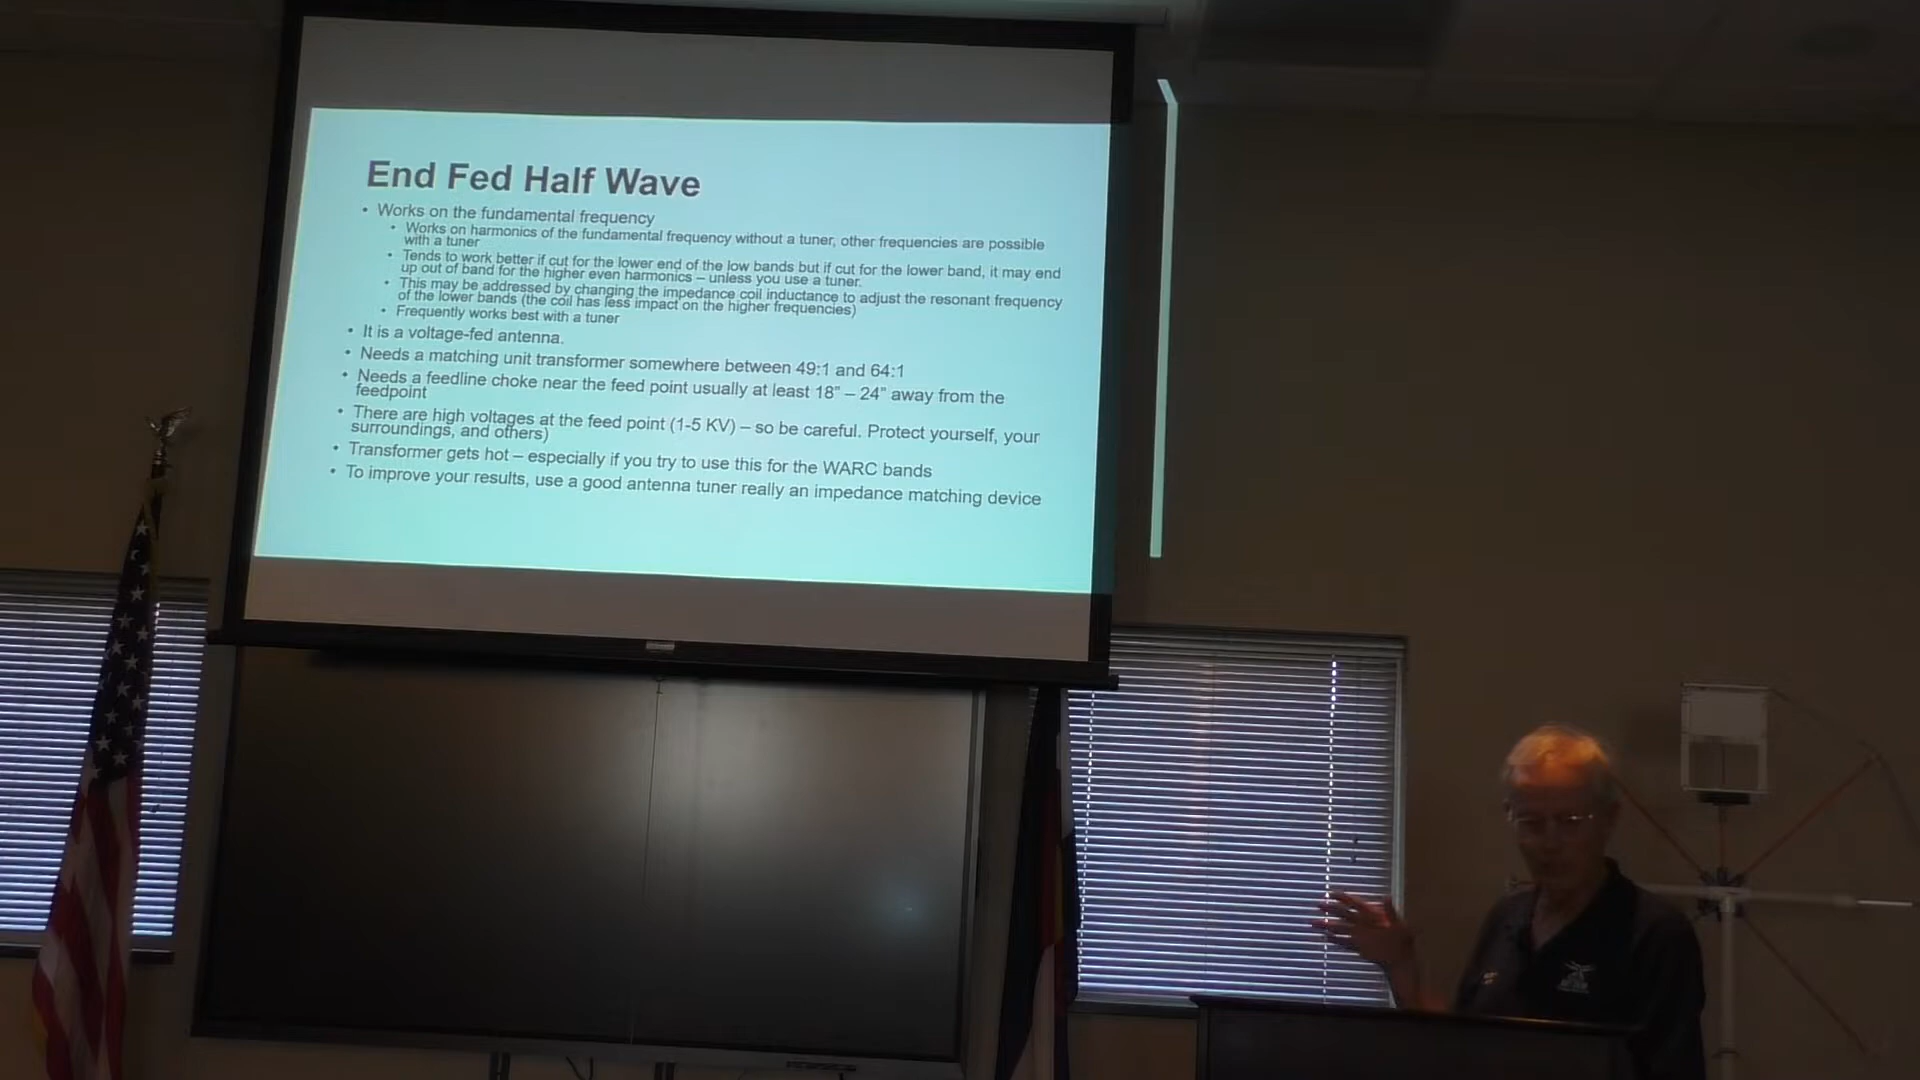 End Fed Half Wave
• Works on the fundamental frequency
• Works on harmonics of the fundamental frequency without a tuner, other frequencies are possible
with a tuner
• Tends to work better if cut for the lower end of the low bands but if cut for the lower band, it may end
up out of band for the higher even harmonics – unless you use a tuner.
• This may be addressed by changing the impedance coil inductance to adjust the resonant frequency
of the lower bands (the coil has less impact on the higher frequencies)
• Frequently works best with a tuner
• It is a voltage-fed antenna.
• Needs a matching unit transformer somewhere between 49:1 and 64:1
• Needs a feedline choke near the feed point usually at least 18” – 24” away from the
feedpoint
• There are high voltages at the feed point (1-5 KV) – so be careful. Protect yourself, your
surroundings, and others)
• Transformer gets hot – especially if you try to use this for the WARC bands
• To improve your results, use a good antenna tuner really an impedance matching device